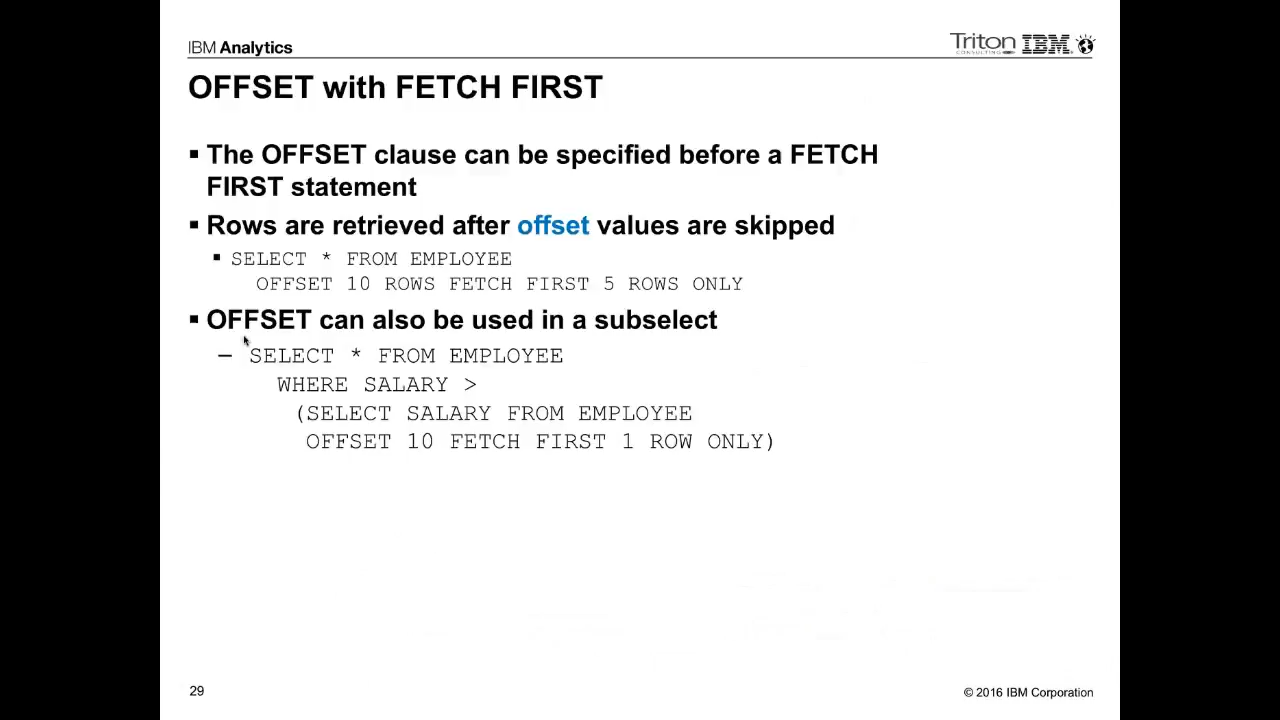 IBM Analytics
Triton IBM
CONSULTING
OFFSET with FETCH FIRST
▪ The OFFSET clause can be specified before a FETCH
FIRST statement
▪ Rows are retrieved after offset values are skipped
▪ SELECT * FROM EMPLOYEE
OFFSET 10 ROWS FETCH FIRST 5 ROWS ONLY
▪ OFFSET can also be used in a subselect
– SELECT * FROM EMPLOYEE
WHERE SALARY >
(SELECT SALARY FROM EMPLOYEE
OFFSET 10 FETCH FIRST 1 ROW ONLY)
29
© 2016 IBM Corporation